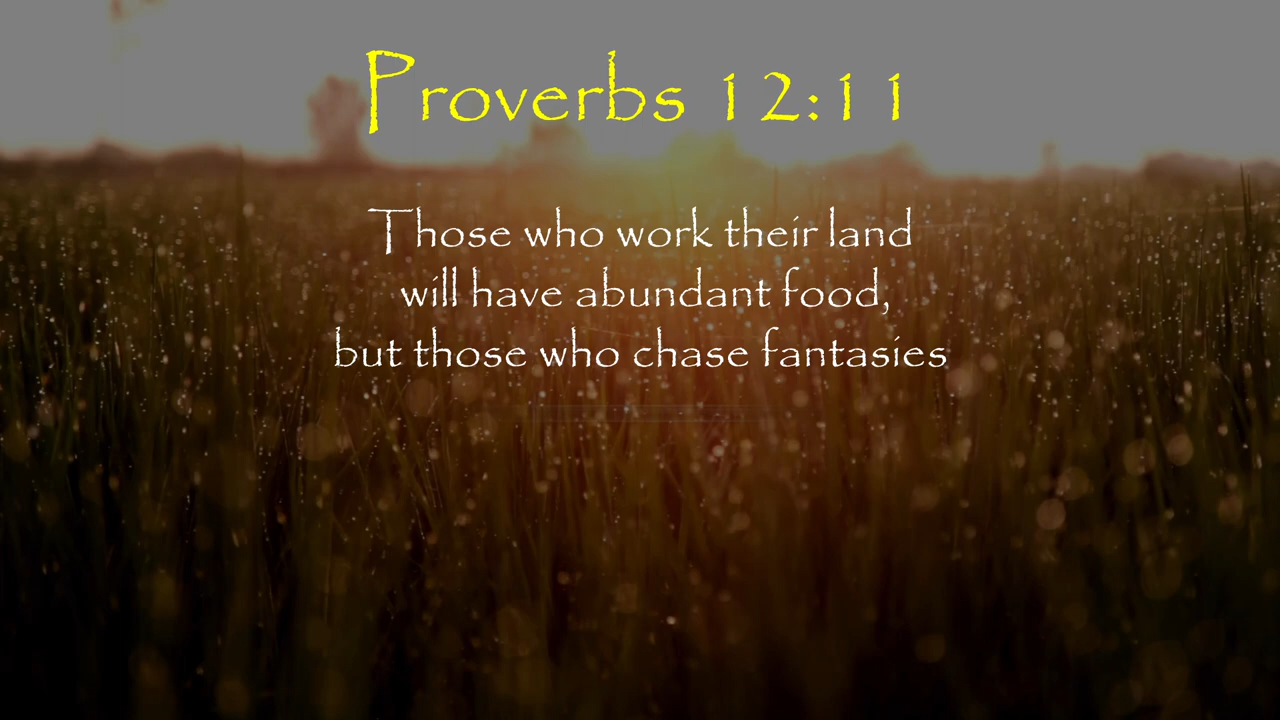 Proverbs 12:11
Those who work their land
will have abundant food,
but those who chase fantasies